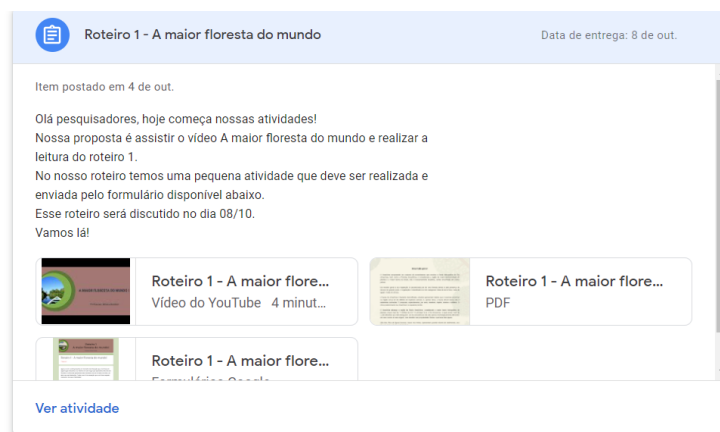 Roteiro 1 - A maior floresta do mundo
Data de entrega: 8 de out.
Item postado em 4 de out.
Olá pesquisadores, hoje começa nossas atividades!
Nossa proposta é assistir o vídeo A maior floresta do mundo e realizar a
leitura do roteiro 1.
No nosso roteiro temos uma pequena atividade que deve ser realizada e
enviada pelo formulário disponível abaixo.
Esse roteiro será discutido no dia 08/10.
Vamos lá!
Roteiro 1 - A maior flore...
Vídeo do YouTube 4 minut...
Roteiro 1 - A maior flore...
PDF
Roteiro 1 - A maior flore...
Formulários Google
Ver atividade